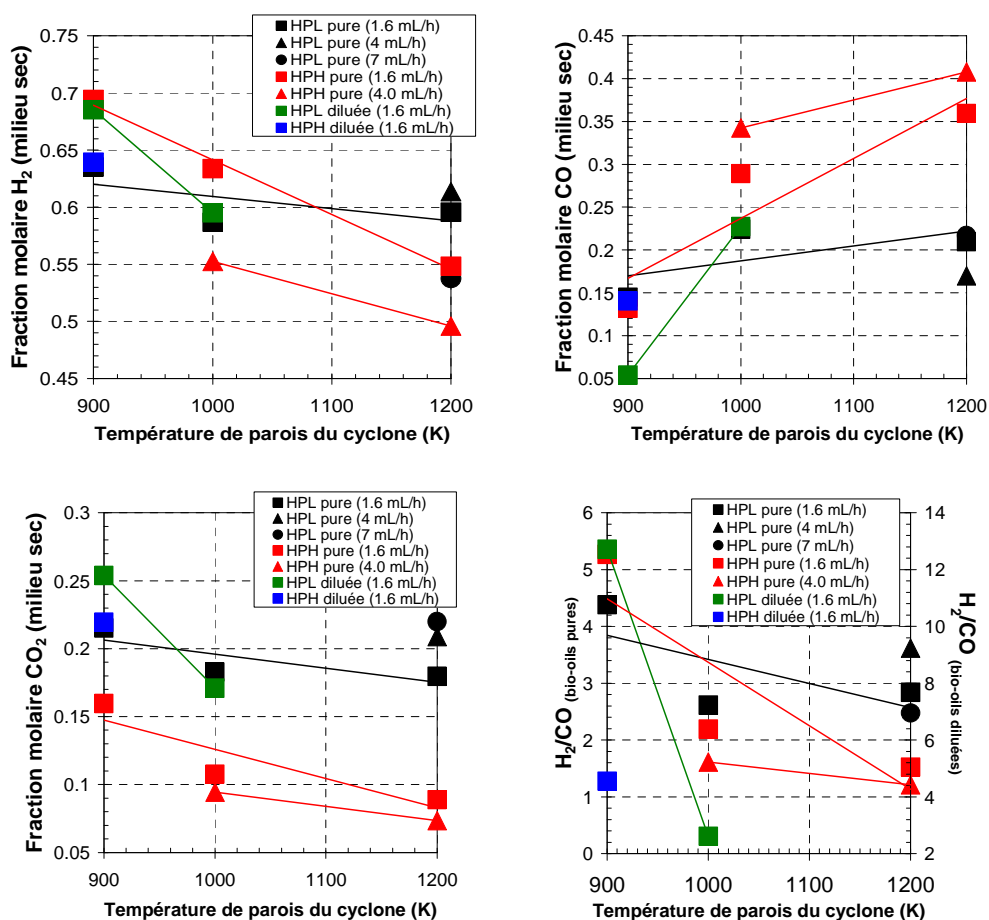 Fraction molaire H2 (milieu sec)
0.75
0.7
0.65
0.6
0.55
0.5
0.45
HPL pure (1.6 mL/h)
HPL pure (4 mL/h)
HPL pure (7 mL/h)
HPH pure (1.6 mL/h)
HPH pure (4.0 mL/h)
HPL diluée (1.6 mL/h)
HPH diluée (1.6 mL/h)
900 1000 1100 1200
Température de parois du cyclone (K)
Fraction molaire CO (milieu sec)
0.45
0.4
0.35
0.3
0.25
0.2
0.15
0.1
0.05
900 1000 1100 1200
Température de parois du cyclone (K)
Fraction molaire CO2 (milieu sec)
0.3
0.25
0.2
0.15
0.1
0.05
HPL pure (1.6 mL/h)
HPL pure (4 mL/h)
HPL pure (7 mL/h)
HPH pure (1.6 mL/h)
HPH pure (4.0 mL/h)
HPL diluée (1.6 mL/h)
HPH diluée (1.6 mL/h)
900 1000 1100 1200
Température de parois du cyclone (K)
H2/CO (bio-oils pures)
6
5
4
3
2
1
0
HPL pure (1.6 mL/h)
HPL pure (4 mL/h)
HPL pure (7 mL/h)
HPH pure (1.6 mL/h)
HPH pure (4.0 mL/h)
HPL diluée (1.6 mL/h)
HPH diluée (1.6 mL/h)
14
12
10
8
6
4
2
H2/CO (bio-oils diluées)
900 1000 1100 1200
Température de parois du cyclone (K)